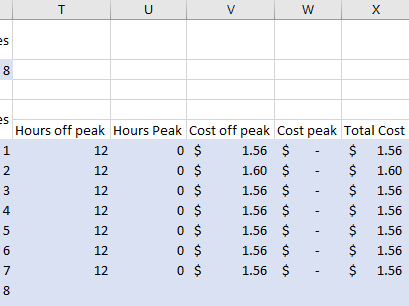 T U V W X
es
8
es
Hours off peak Hours Peak Cost off peak Cost peak Total Cost
1 12 0 $ 1.56 $ - $ 1.56
2 12 0 $ 1.60 $ - $ 1.60
3 12 0 $ 1.56 $ - $ 1.56
4 12 0 $ 1.56 $ - $ 1.56
5 12 0 $ 1.56 $ - $ 1.56
6 12 0 $ 1.56 $ - $ 1.56
7 12 0 $ 1.56 $ - $ 1.56
8